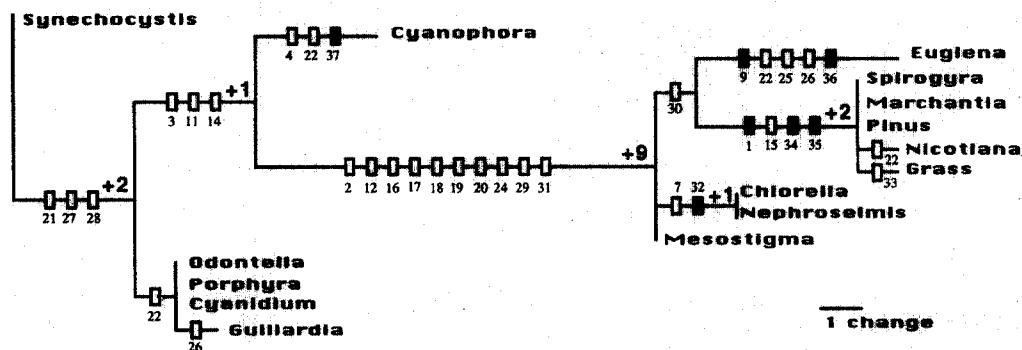 Synechocystis
Cyanophora
4 22 37
Euglena
9 22 25 26 36
Spirogyra
Marchantia
Pinus
Nicotiana
22
Grass
33
+2
1 15 34 35
30
+1
3 11 14
+9
2 12 16 17 18 19 20 24 29 31
7 32
+1
Chlorella
Nephroselmis
Mesostigma
+2
21 27 28
Odontella
Porphyra
Cyanidium
22
Guillardia
26
1 change